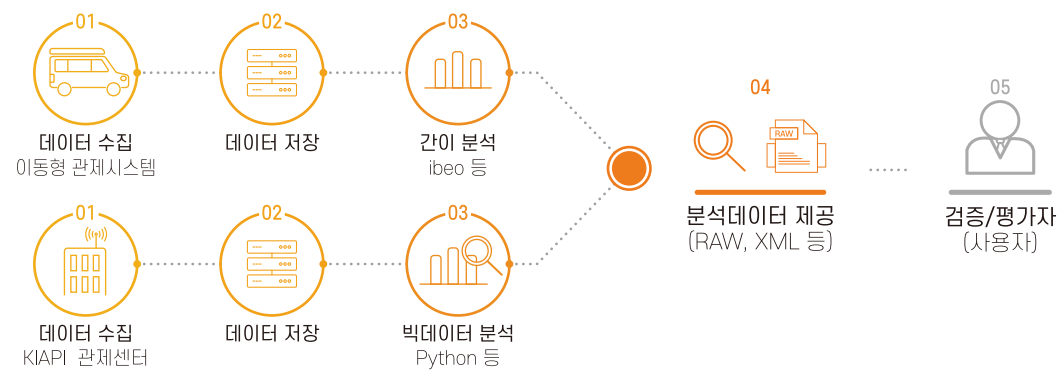 01
데이터 수집
이동형 관제시스템
02
데이터 저장
03
간이 분석
ibeo 등
01
데이터 수집
KIAPI 관제센터
02
데이터 저장
03
빅데이터 분석
Python 등
04
RAW
분석데이터 제공
(RAW, XML 등)
05
검증/평가자
(사용자)